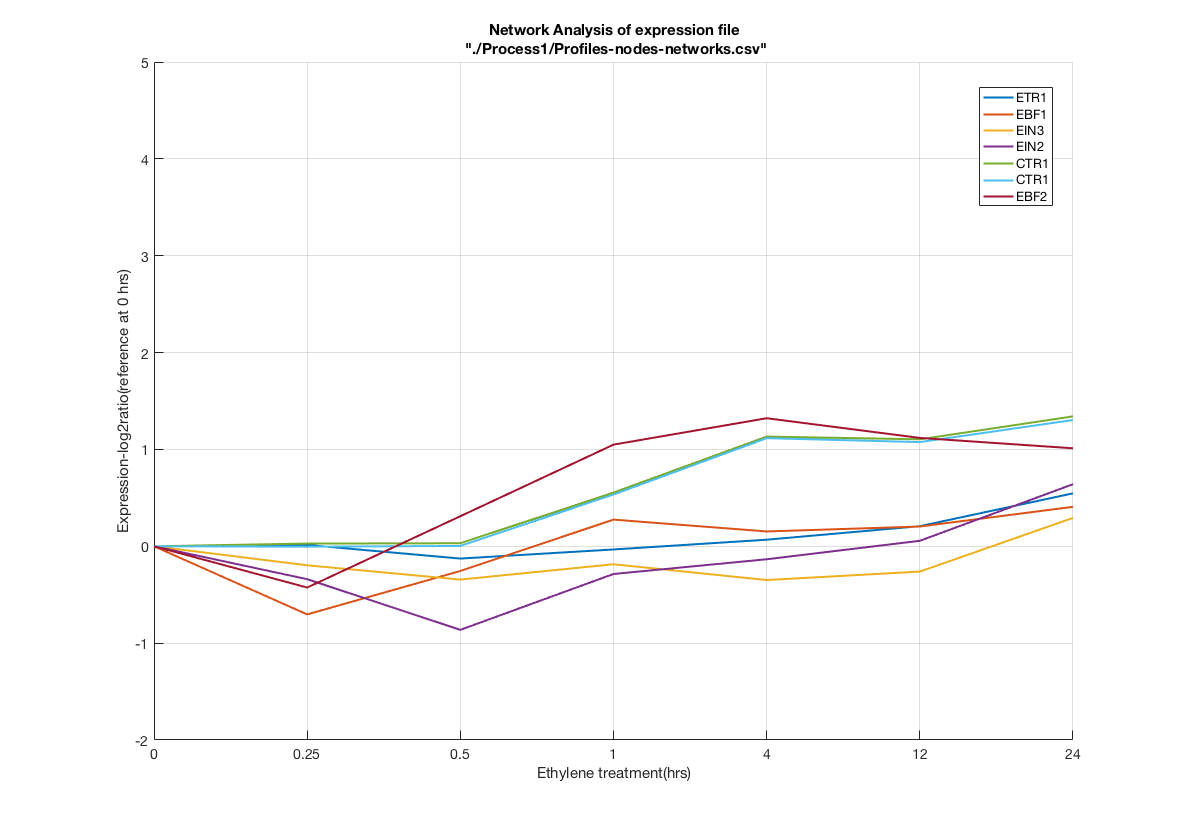 Network Analysis of expression file
"./Process1/Profiles-nodes-networks.csv"
5
4
3
2
1
0
-1
-2
Expression-log2ratio(reference at 0 hrs)
ETR1
EBF1
EIN3
EIN2
CTR1
CTR1
EBF2
0 0.25 0.5 1 4 12 24
Ethylene treatment(hrs)